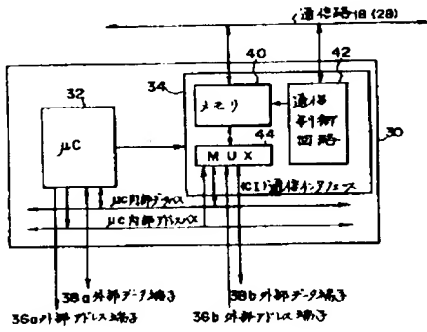 通信路18(28)
40
42
34
32
メモリ
通信
制御
回路
44
30
μC
MUX
(CI)通信インタフェース
μC内部データバス
μC内部アドレスバス
38a外部データ端子
38b外部データ端子
36a外部アドレス端子
36b外部アドレス端子